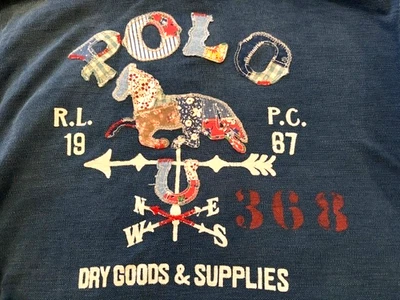 POLO
R.L. P.C.
19 67
N E
W S
368
DRY GOODS & SUPPLIES